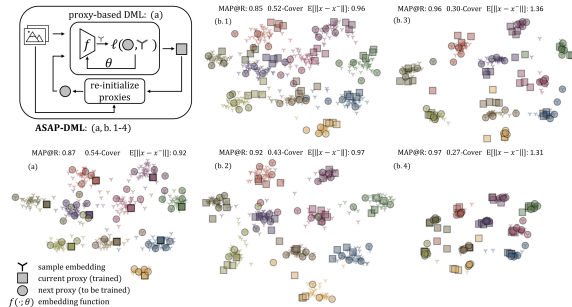 proxy-based DML: (a)
f
ℓ( , )
θ
re-initialize
proxies
ASAP-DML: (a, b. 1-4)
(b. 1)
MAP@R: 0.85 0.52-Cover E[||x − x⁻||]: 0.96
(b. 3)
MAP@R: 0.96 0.30-Cover E[||x − x⁻||]: 1.36
(a)
MAP@R: 0.87 0.54-Cover E[||x − x⁻||]: 0.92
(b. 2)
MAP@R: 0.92 0.43-Cover E[||x − x⁻||]: 0.97
(b. 4)
MAP@R: 0.97 0.27-Cover E[||x − x⁻||]: 1.31
sample embedding
current proxy (trained)
next proxy (to be trained)
f(·; θ) embedding function